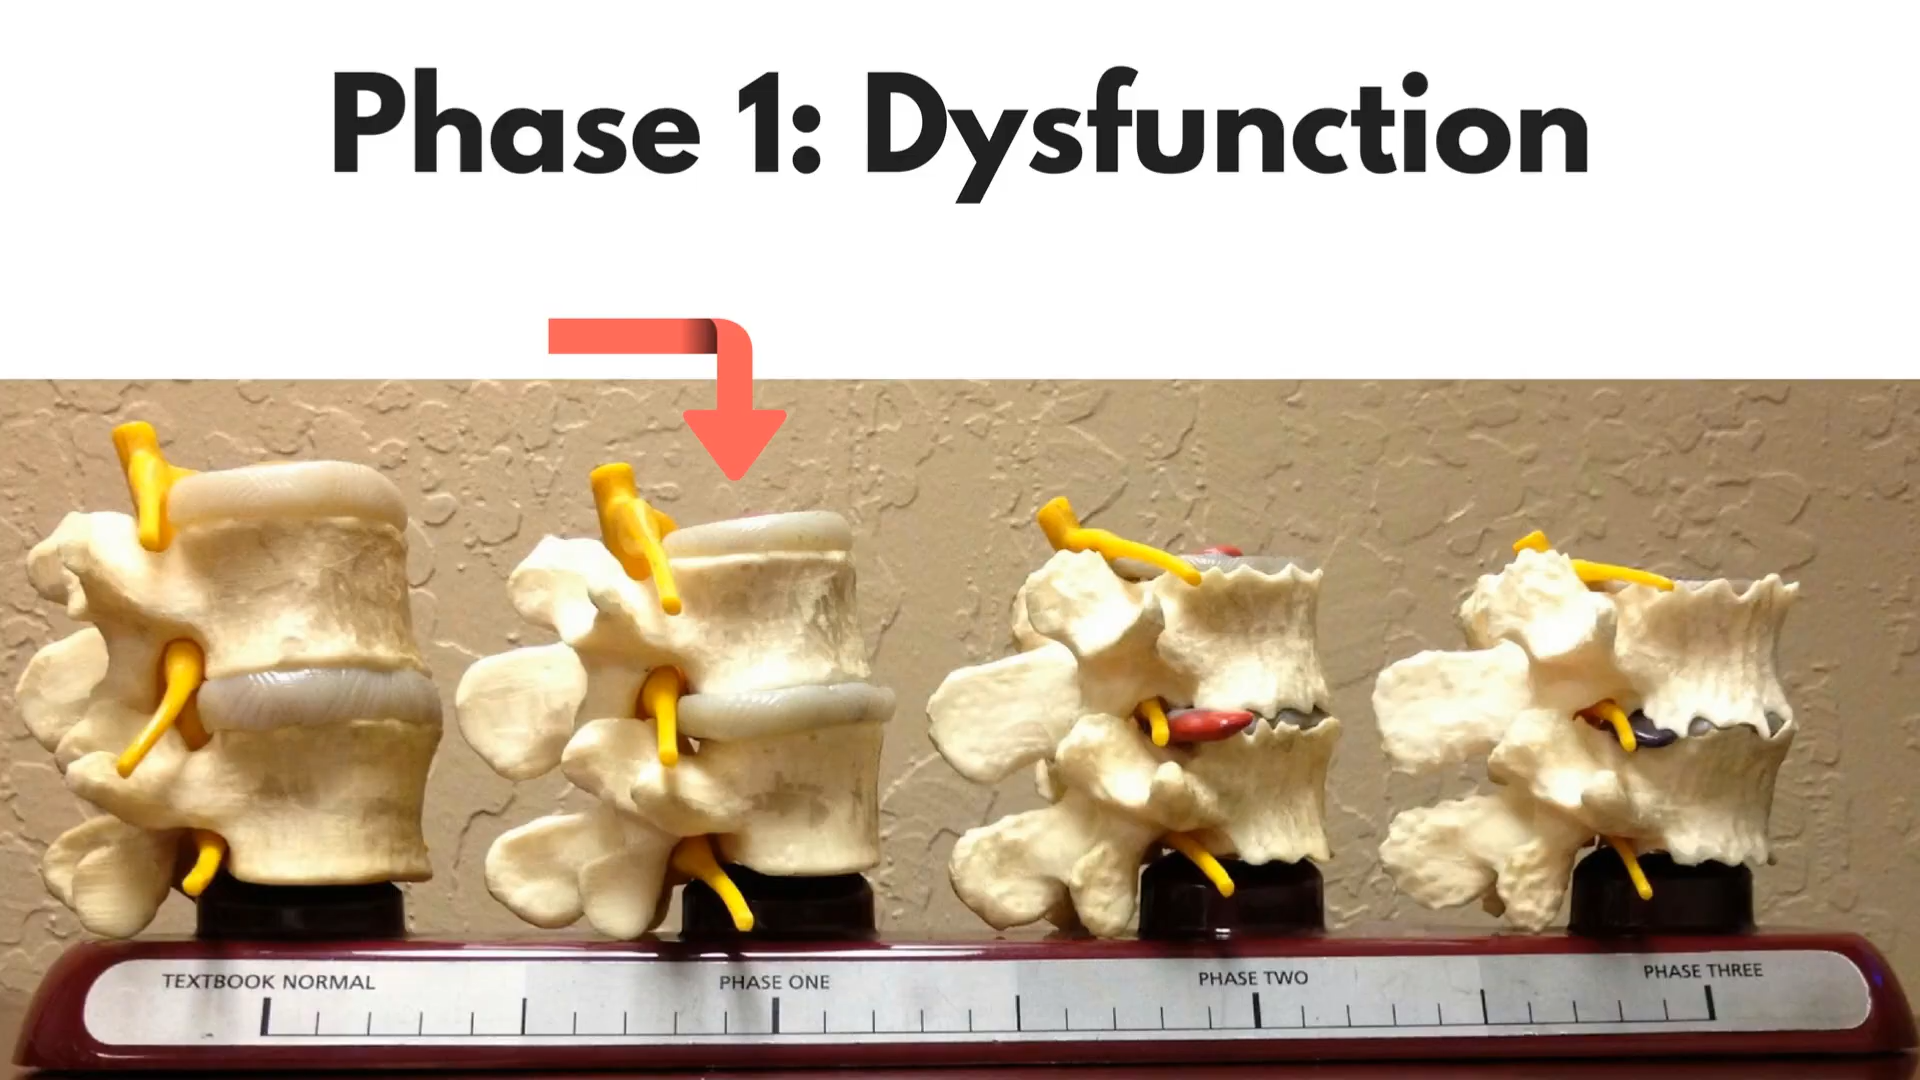 Phase 1: Dysfunction
TEXTBOOK NORMAL
PHASE ONE
PHASE TWO
PHASE THREE